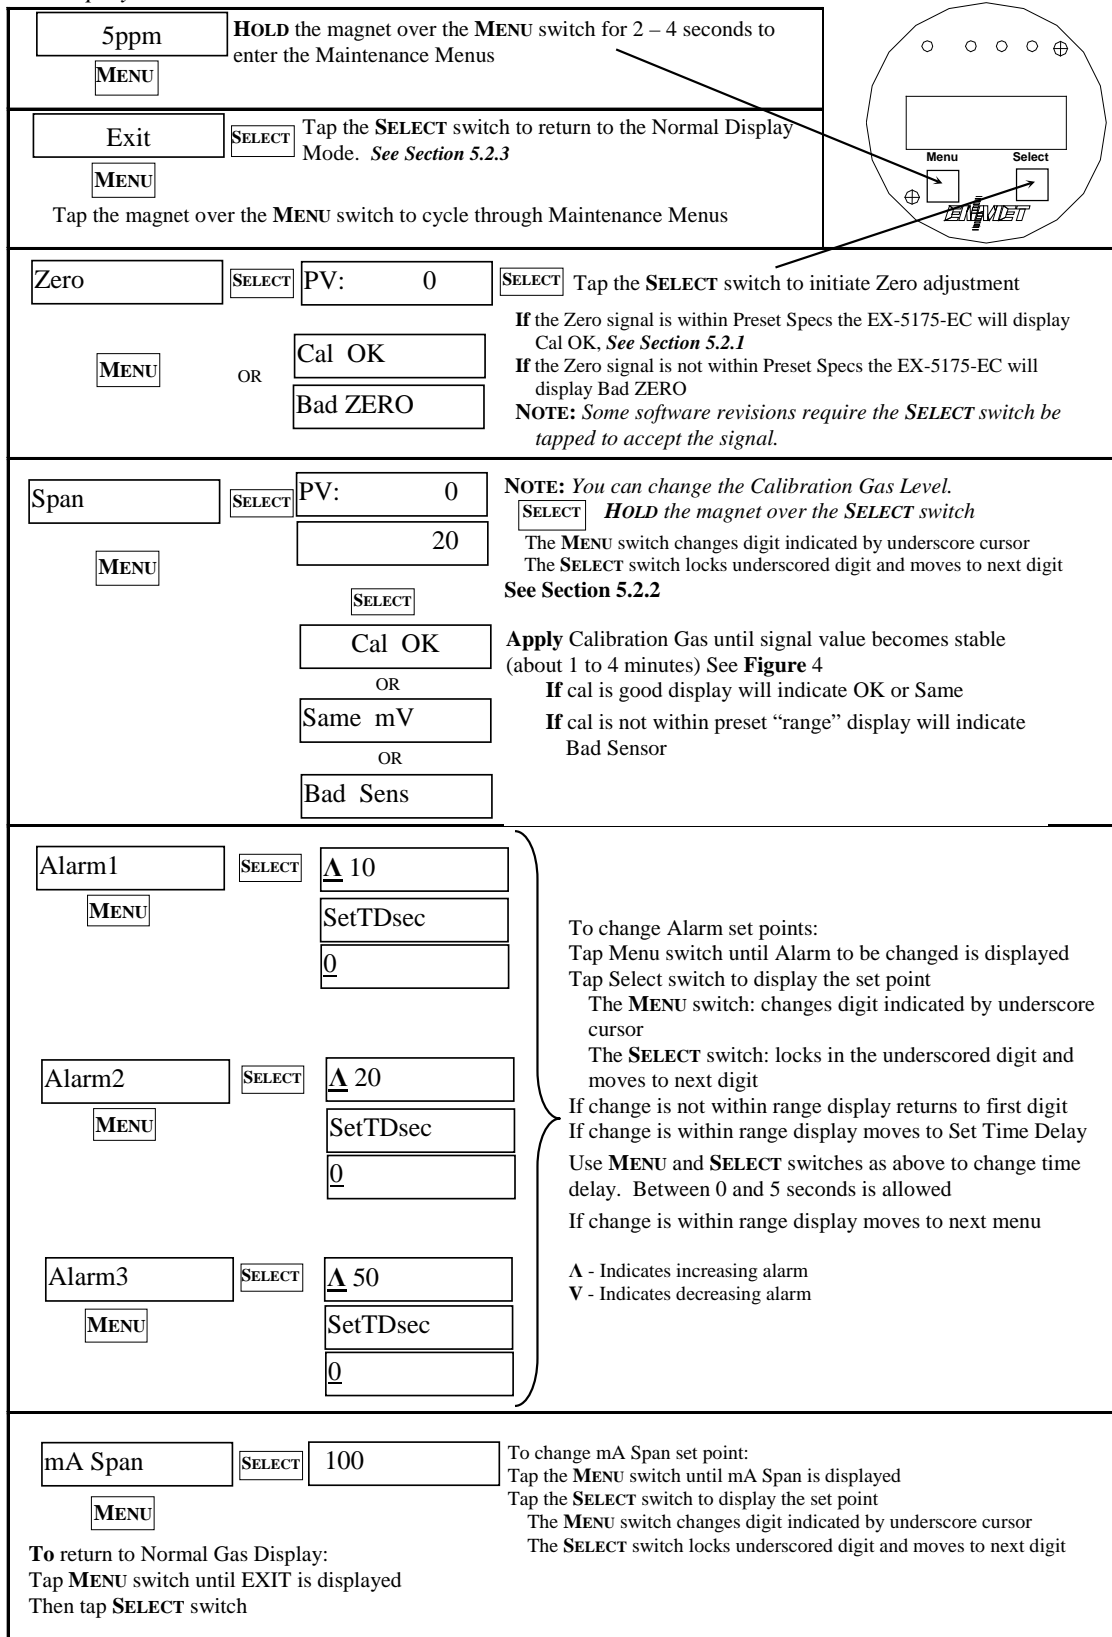 5ppm
HOLD the magnet over the MENU switch for 2 – 4 seconds to
enter the Maintenance Menus
MENU
Exit
SELECT
Tap the SELECT switch to return to the Normal Display
Mode. See Section 5.2.3
MENU
Tap the magnet over the MENU switch to cycle through Maintenance Menus
Menu
Select
ENMET
Zero
SELECT
PV: 0
SELECT
Tap the SELECT switch to initiate Zero adjustment
If the Zero signal is within Preset Specs the EX-5175-EC will display
Cal OK, See Section 5.2.1
If the Zero signal is not within Preset Specs the EX-5175-EC will
display Bad ZERO
NOTE: Some software revisions require the SELECT switch be
tapped to accept the signal.
MENU
OR
Cal OK
Bad ZERO
Span
SELECT
PV: 0
20
MENU
SELECT
Cal OK
OR
Same mV
OR
Bad Sens
NOTE: You can change the Calibration Gas Level.
SELECT HOLD the magnet over the SELECT switch
The MENU switch changes digit indicated by underscore cursor
The SELECT switch locks underscored digit and moves to next digit
See Section 5.2.2
Apply Calibration Gas until signal value becomes stable
(about 1 to 4 minutes) See Figure 4
If cal is good display will indicate OK or Same
If cal is not within preset “range” display will indicate
Bad Sensor
Alarm1
SELECT
Λ 10
MENU
SetTDsec
0
Alarm2
SELECT
Λ 20
MENU
SetTDsec
0
Alarm3
SELECT
Λ 50
MENU
SetTDsec
0
To change Alarm set points:
Tap Menu switch until Alarm to be changed is displayed
Tap Select switch to display the set point
The MENU switch: changes digit indicated by underscore
cursor
The SELECT switch: locks in the underscored digit and
moves to next digit
If change is not within range display returns to first digit
If change is within range display moves to Set Time Delay
Use MENU and SELECT switches as above to change time
delay. Between 0 and 5 seconds is allowed
If change is within range display moves to next menu
Λ - Indicates increasing alarm
V - Indicates decreasing alarm
mA Span
SELECT
100
MENU
To change mA Span set point:
Tap the MENU switch until mA Span is displayed
Tap the SELECT switch to display the set point
The MENU switch changes digit indicated by underscore cursor
The SELECT switch locks underscored digit and moves to next digit
To return to Normal Gas Display:
Tap MENU switch until EXIT is displayed
Then tap SELECT switch